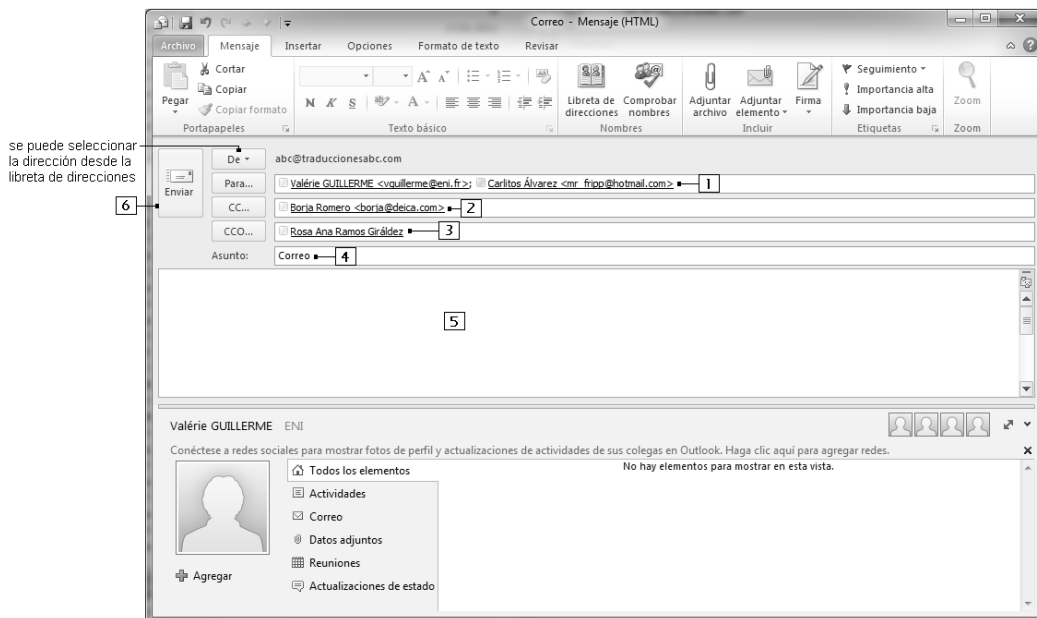 Correo - Mensaje (HTML)
Archivo Mensaje Insertar Opciones Formato de texto Revisar
Pegar
Cortar
Copiar
Copiar formato
Portapapeles
N K S
A
Texto básico
Libreta de direcciones
Comprobar nombres
Nombres
Adjuntar archivo
Adjuntar elemento
Firma
Incluir
Seguimiento
Importancia alta
Importancia baja
Etiquetas
Zoom
Zoom
se puede seleccionar
la dirección desde la
libreta de direcciones
Enviar
6
De abc@traduccionesabc.com
Para... Valérie GUILLERME <vguillerme@eni.fr>; Carlitos Álvarez <mr_fripp@hotmail.com> 1
CC... Borja Romero <borja@deica.com> 2
CCO... Rosa Ana Ramos Giráldez 3
Asunto: Correo 4
5
Valérie GUILLERME ENI
Conéctese a redes sociales para mostrar fotos de perfil y actualizaciones de actividades de sus colegas en Outlook. Haga clic aquí para agregar redes.
Agregar
Todos los elementos
Actividades
Correo
Datos adjuntos
Reuniones
Actualizaciones de estado
No hay elementos para mostrar en esta vista.